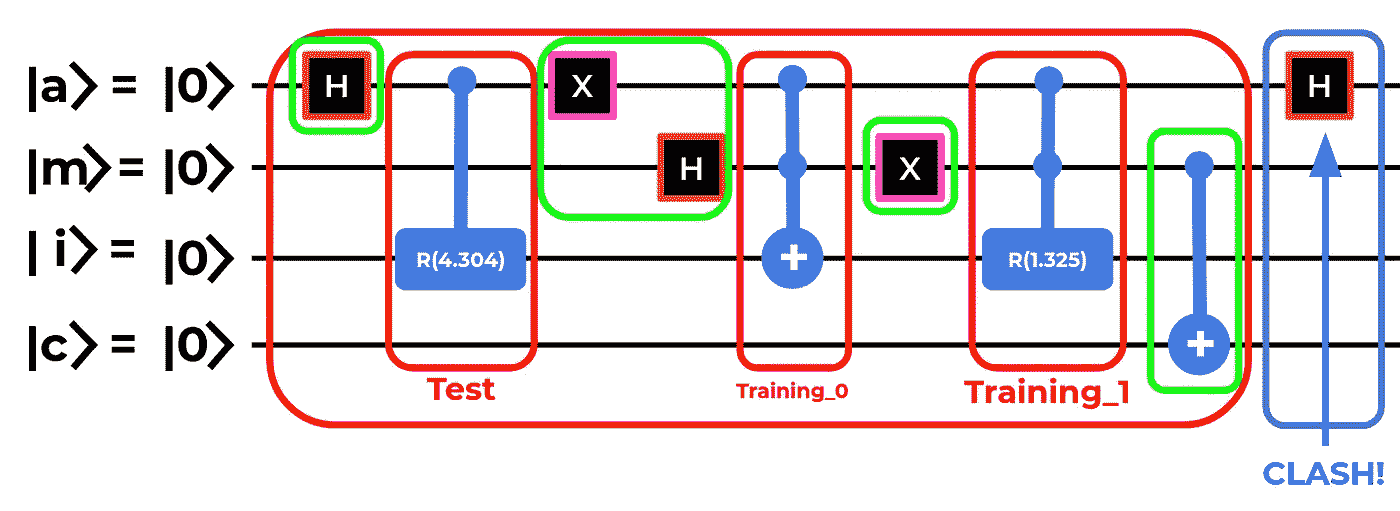 |a⟩ = |0⟩ H X H
|m⟩ = |0⟩ H X
| i⟩ = |0⟩ R(4.304) + R(1.325)
|c⟩ = |0⟩ +
Test Training_0 Training_1
CLASH!